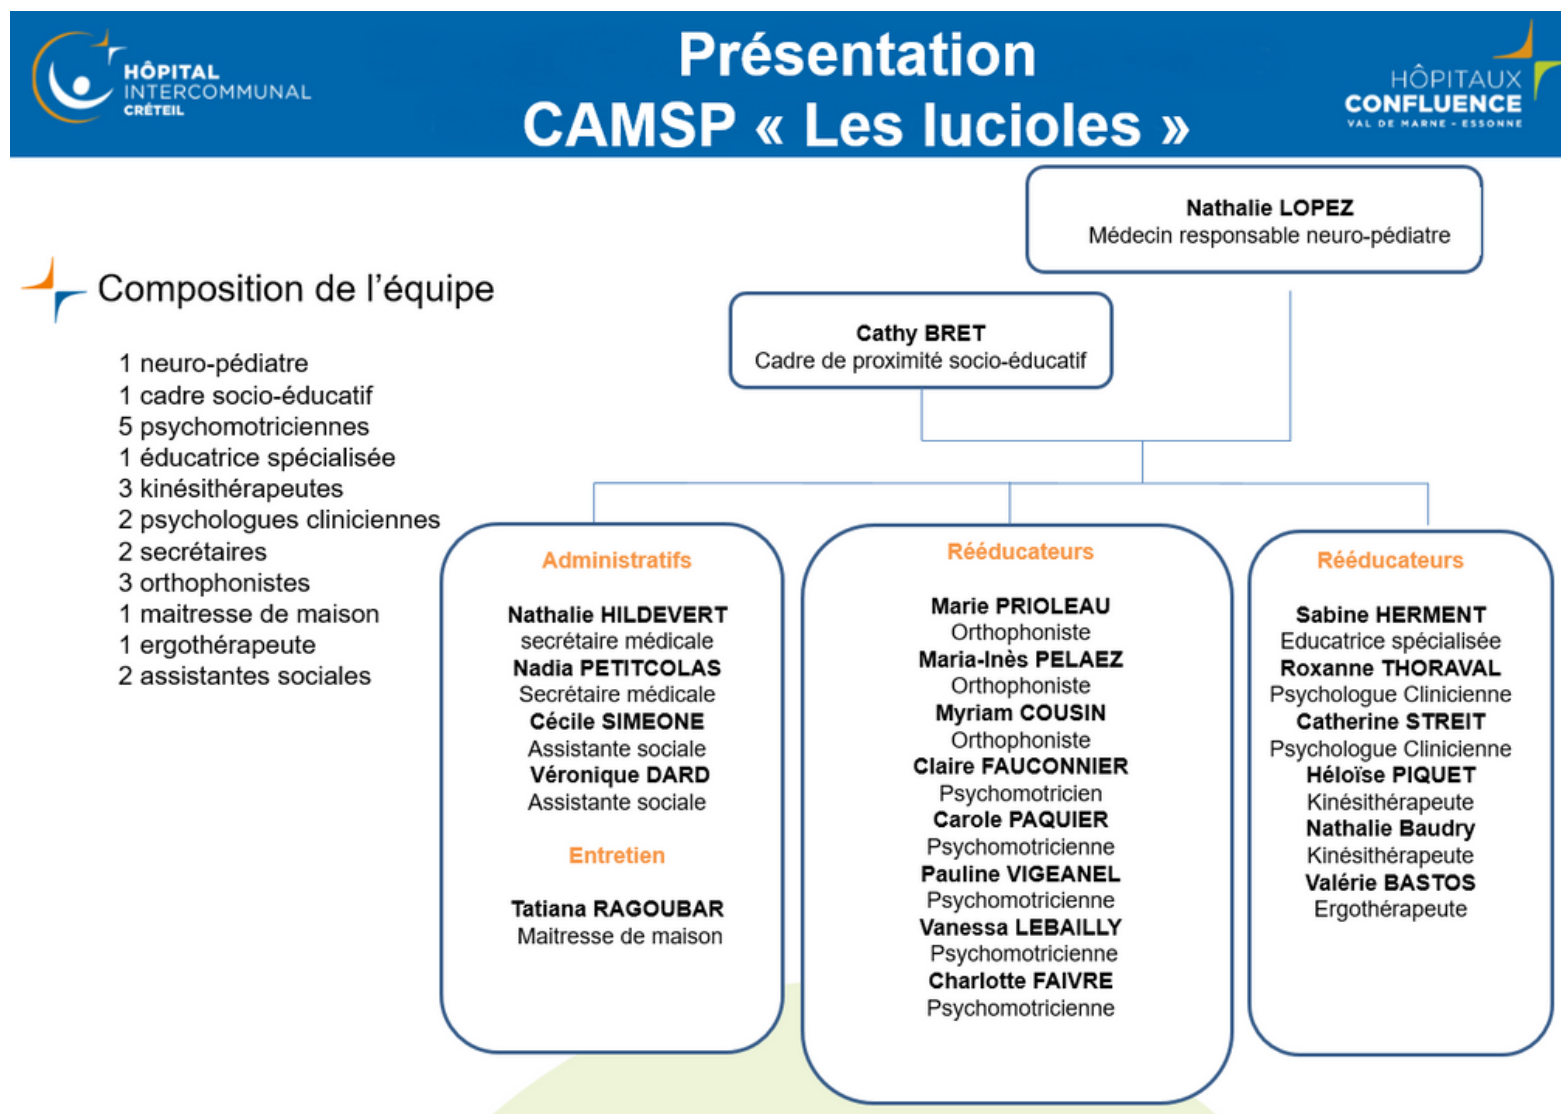 HÔPITAL
INTERCOMMUNAL
CRÉTEIL
Présentation
CAMSP « Les lucioles »
HÔPITAUX
CONFLUENCE
VAL DE MARNE - ESSONNE
Nathalie LOPEZ
Médecin responsable neuro-pédiatre
Cathy BRET
Cadre de proximité socio-éducatif
Composition de l'équipe
1 neuro-pédiatre
1 cadre socio-éducatif
5 psychomotriciennes
1 éducatrice spécialisée
3 kinésithérapeutes
2 psychologues cliniciennes
2 secrétaires
3 orthophonistes
1 maitresse de maison
1 ergothérapeute
2 assistantes sociales
Administratifs
Nathalie HILDEVERT
secrétaire médicale
Nadia PETITCOLAS
Secrétaire médicale
Cécile SIMEONE
Assistante sociale
Véronique DARD
Assistante sociale
Entretien
Tatiana RAGOUBAR
Maitresse de maison
Rééducateurs
Marie PRIOLEAU
Orthophoniste
Maria-Inès PELAEZ
Orthophoniste
Myriam COUSIN
Orthophoniste
Claire FAUCONNIER
Psychomotricien
Carole PAQUIER
Psychomotricienne
Pauline VIGEANEL
Psychomotricienne
Vanessa LEBAILLY
Psychomotricienne
Charlotte FAIVRE
Psychomotricienne
Rééducateurs
Sabine HERMENT
Educatrice spécialisée
Roxanne THORAVAL
Psychologue Clinicienne
Catherine STREIT
Psychologue Clinicienne
Héloïse PIQUET
Kinésithérapeute
Nathalie Baudry
Kinésithérapeute
Valérie BASTOS
Ergothérapeute